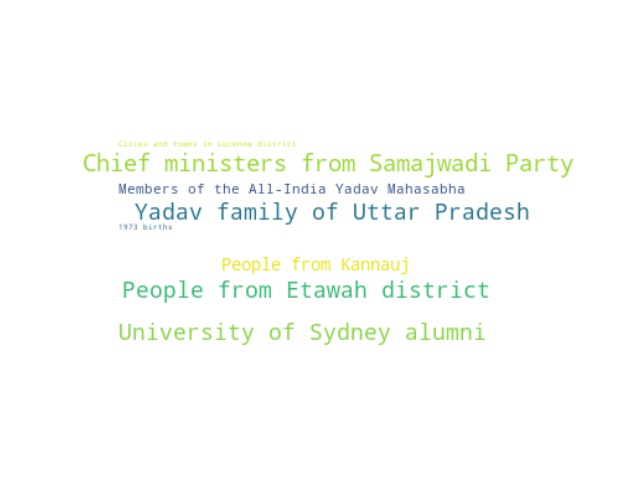 Cities and towns in Lucknow district
Chief ministers from Samajwadi Party
Members of the All-India Yadav Mahasabha
Yadav family of Uttar Pradesh
1973 births
People from Kannauj
People from Etawah district
University of Sydney alumni